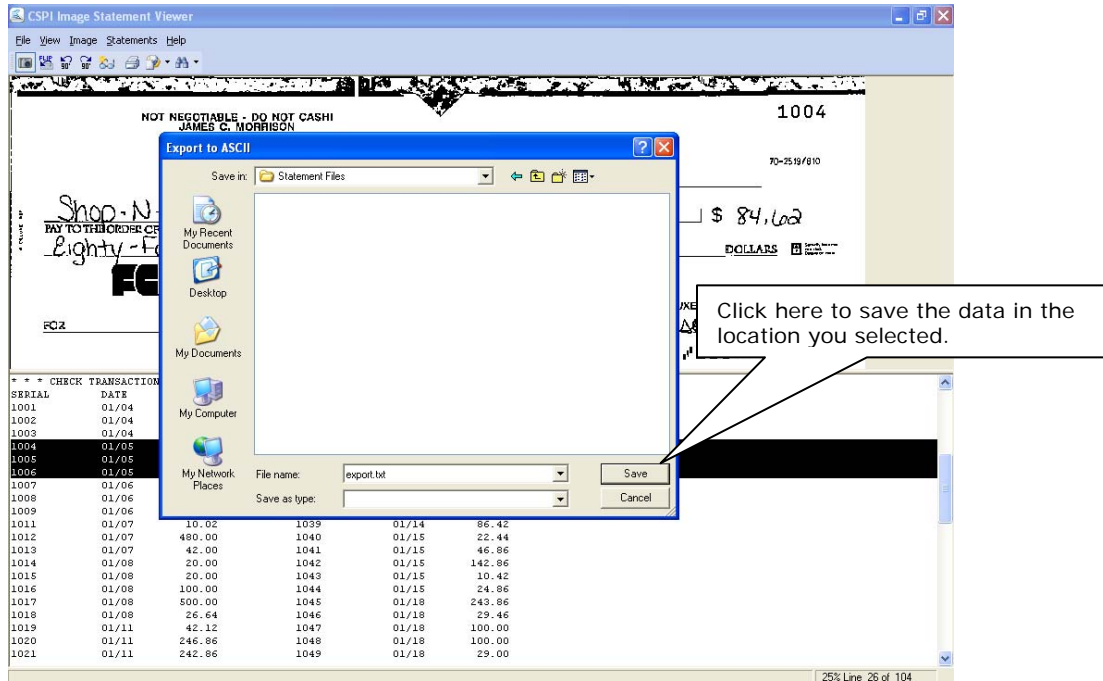 CSPI Image Statement Viewer
File View Image Statements Help
1004
NOT NEGOTIABLE - DO NOT CASH!
JAMES C. MORRISON
70-2519/810
Shop-N-
$ 84,62
PAY TO THE ORDER OF
Eighty-Fo
DOLLARS
FOR
Export to ASCII
Save in: Statement Files
My Recent Documents
Desktop
My Documents
My Computer
My Network Places
File name: export.txt Save
Save as type: Cancel
Click here to save the data in the
location you selected.
* * * CHECK TRANSACTION
SERIAL DATE
1001 01/04
1002 01/04
1003 01/04
1004 01/05
1005 01/05
1006 01/05
1007 01/06
1008 01/06
1009 01/06
1011 01/07 10.02 1039 01/14 86.42
1012 01/07 480.00 1040 01/15 22.44
1013 01/07 42.00 1041 01/15 46.86
1014 01/08 20.00 1042 01/15 142.86
1015 01/08 20.00 1043 01/15 10.42
1016 01/08 100.00 1044 01/15 24.86
1017 01/08 500.00 1045 01/18 243.86
1018 01/08 26.64 1046 01/18 29.46
1019 01/11 42.12 1047 01/18 100.00
1020 01/11 246.86 1048 01/18 100.00
1021 01/11 242.86 1049 01/18 29.00
25% Line 26 of 104